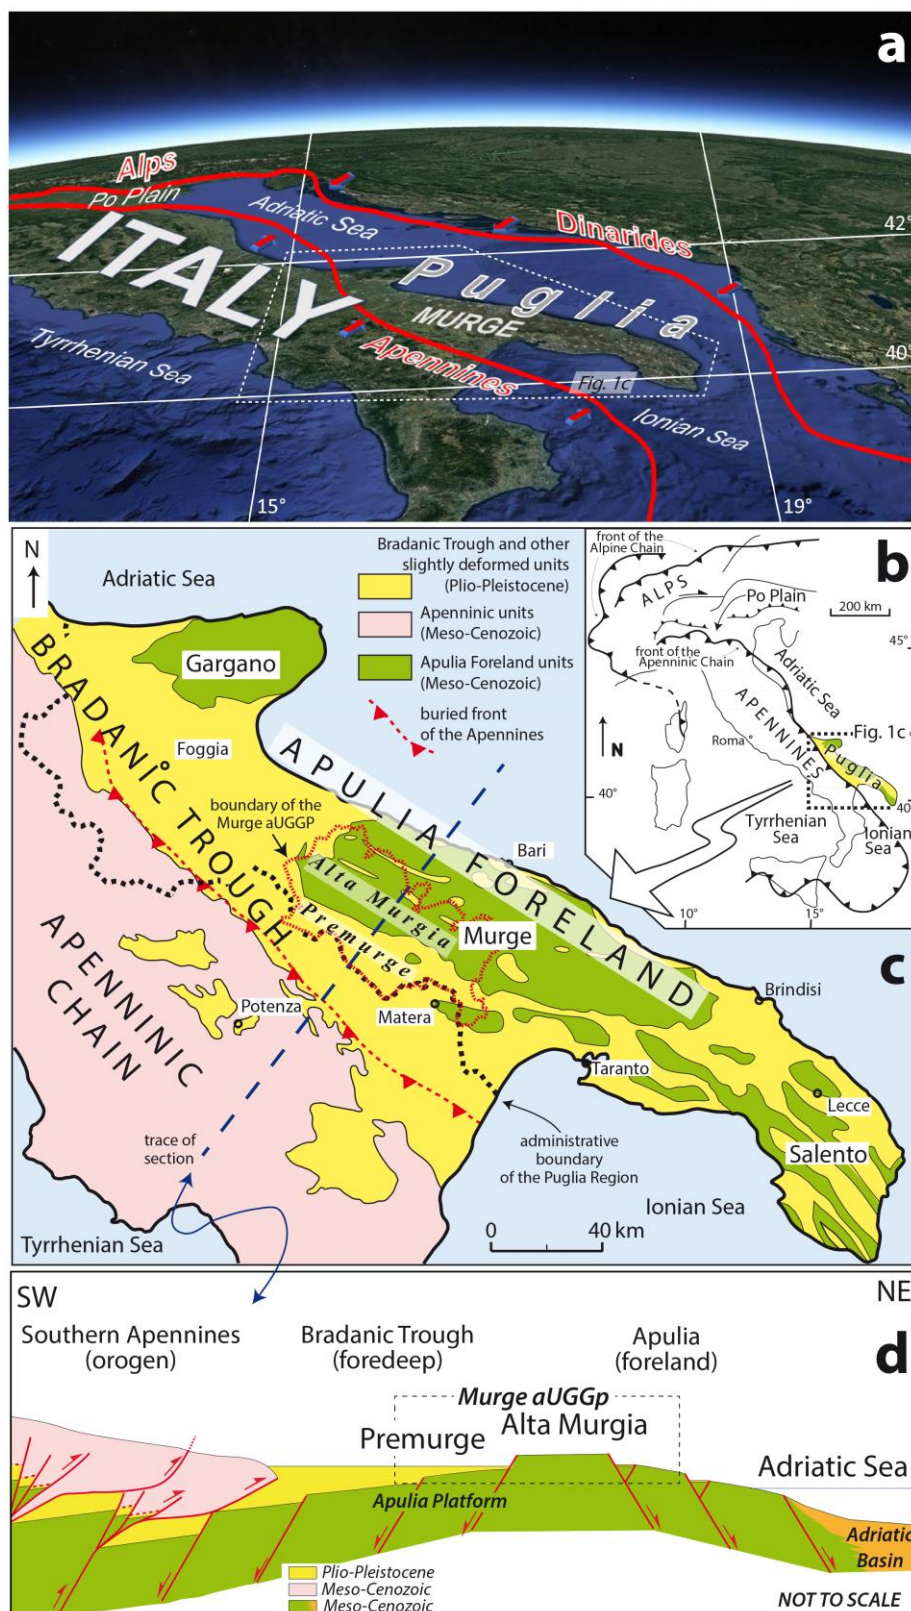 a
Alps
Po Plain
Adriatic Sea
Dinarides
42°
ITALY
Puglia
MURGE
Tyrrhenian Sea
Apennines
40°
Fig. 1c
Ionian Sea
15°
19°
N
Adriatic Sea
Bradanic Trough and other
slightly deformed units
(Plio-Pleistocene)
Apenninic units
(Meso-Cenozoic)
Apulia Foreland units
(Meso-Cenozoic)
buried front
of the Apennines
b
front of the
Alpine Chain
ALPS
Po Plain
200 km
45°
front of the
Apenninic Chain
Adriatic Sea
APENNINES
N
Roma
Fig. 1c
Puglia
40°
40°
Tyrrhenian
Sea
Ionian
Sea
10°
15°
c
Gargano
BRADANIC TROUGH
Foggia
APULIA FORELAND
boundary of the
Murge aUGGP
Bari
Alta Murgia
Premurge
Murge
APENNINIC
CHAIN
Potenza
Matera
Brindisi
Taranto
Lecce
Salento
trace of
section
administrative
boundary
of the Puglia Region
Ionian Sea
0 40 km
Tyrrhenian Sea
SW
NE
Southern Apennines
(orogen)
Bradanic Trough
(foredeep)
Apulia
(foreland)
d
Murge aUGGp
Premurge
Alta Murgia
Adriatic Sea
Apulia Platform
Adriatic
Basin
Plio-Pleistocene
Meso-Cenozoic
Meso-Cenozoic
NOT TO SCALE